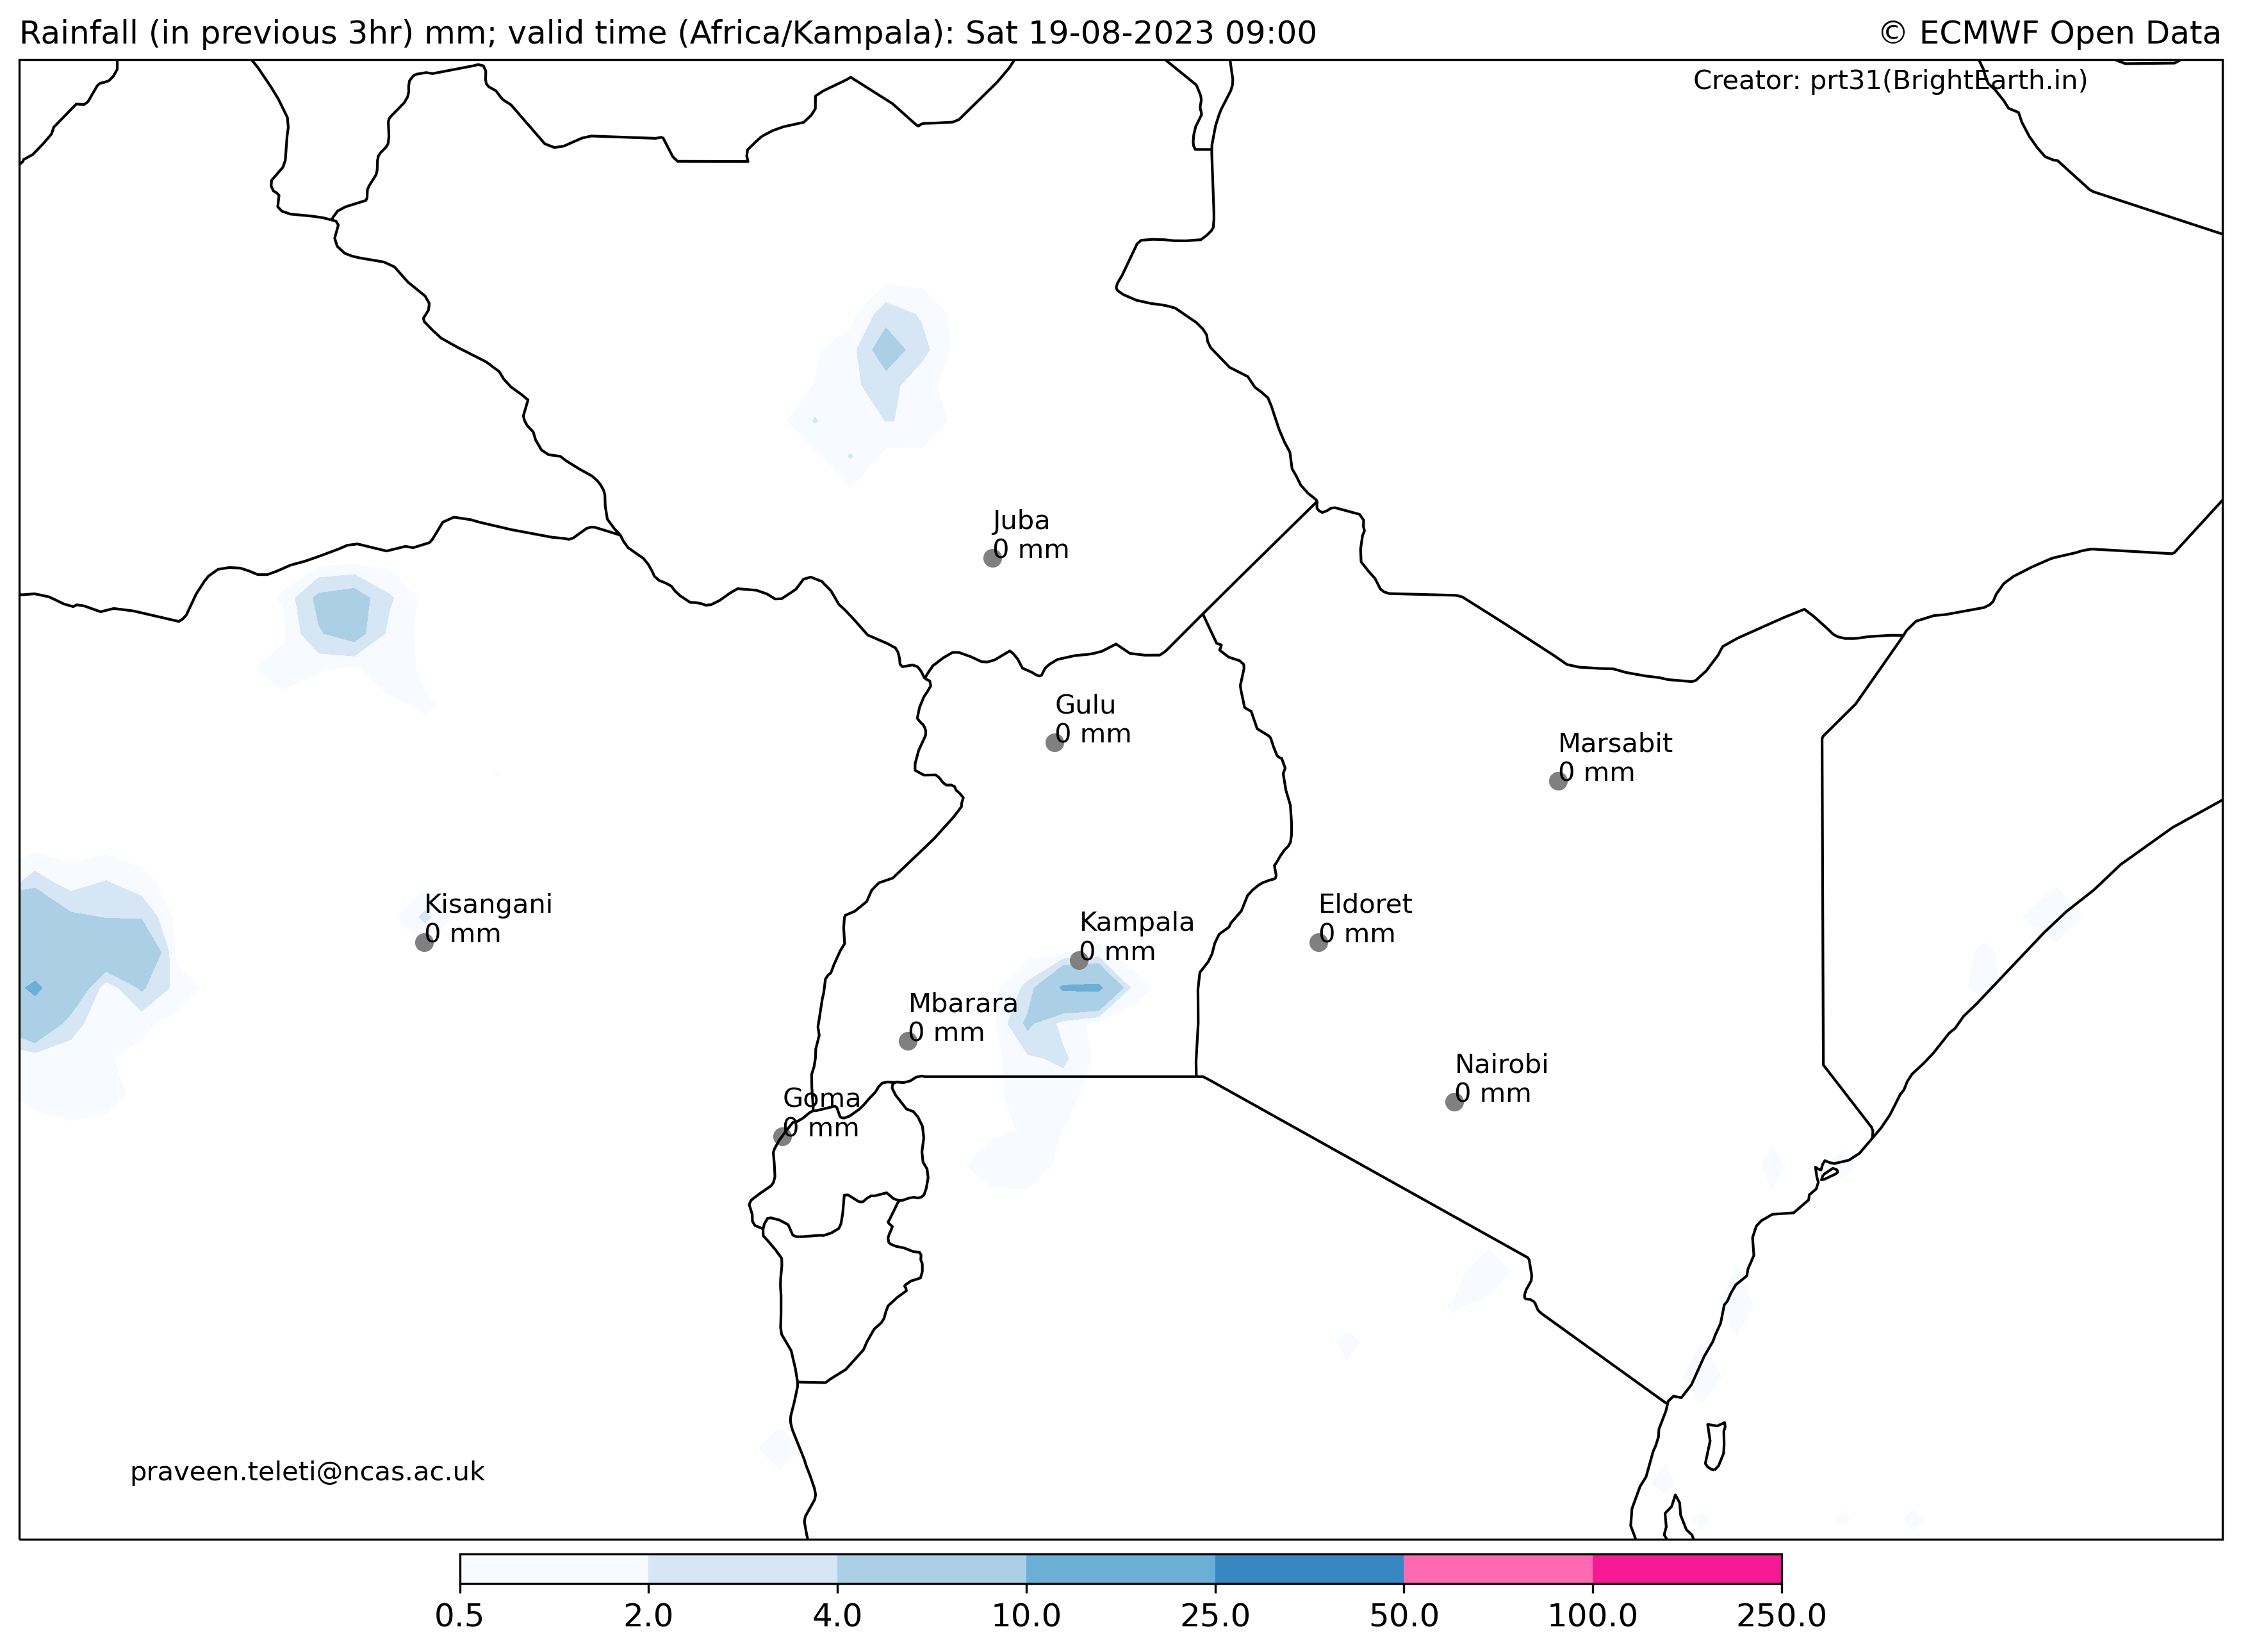 Rainfall (in previous 3hr) mm; valid time (Africa/Kampala): Sat 19-08-2023 09:00
© ECMWF Open Data
Creator: prt31(BrightEarth.in)
Juba
0 mm
Gulu
0 mm
Marsabit
0 mm
Kisangani
0 mm
Kampala
0 mm
Eldoret
0 mm
Mbarara
0 mm
Nairobi
0 mm
Goma
0 mm
praveen.teleti@ncas.ac.uk
0.5 2.0 4.0 10.0 25.0 50.0 100.0 250.0